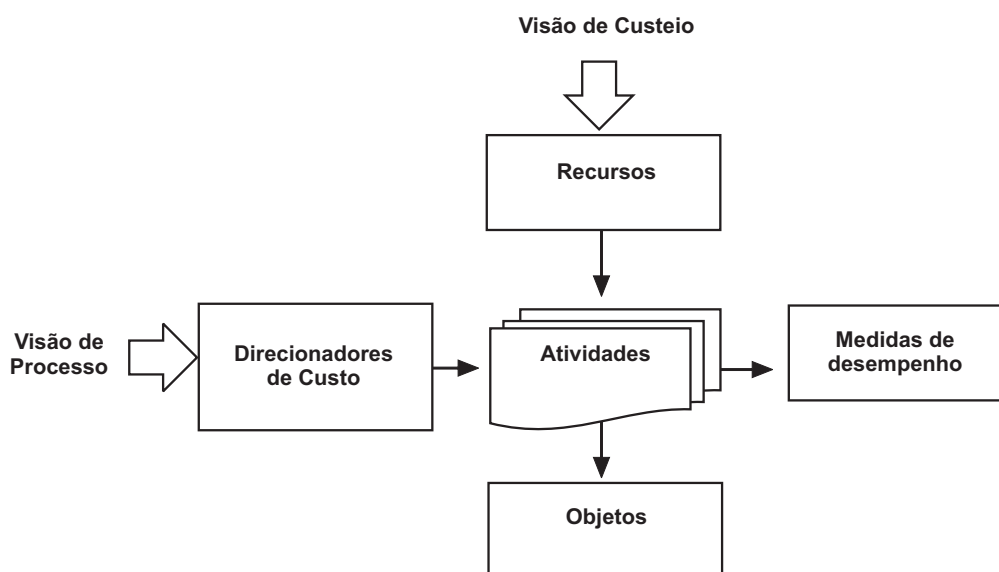 Visão de Custeio
Recursos
Visão de
Processo
Direcionadores
de Custo
Atividades
Medidas de
desempenho
Objetos